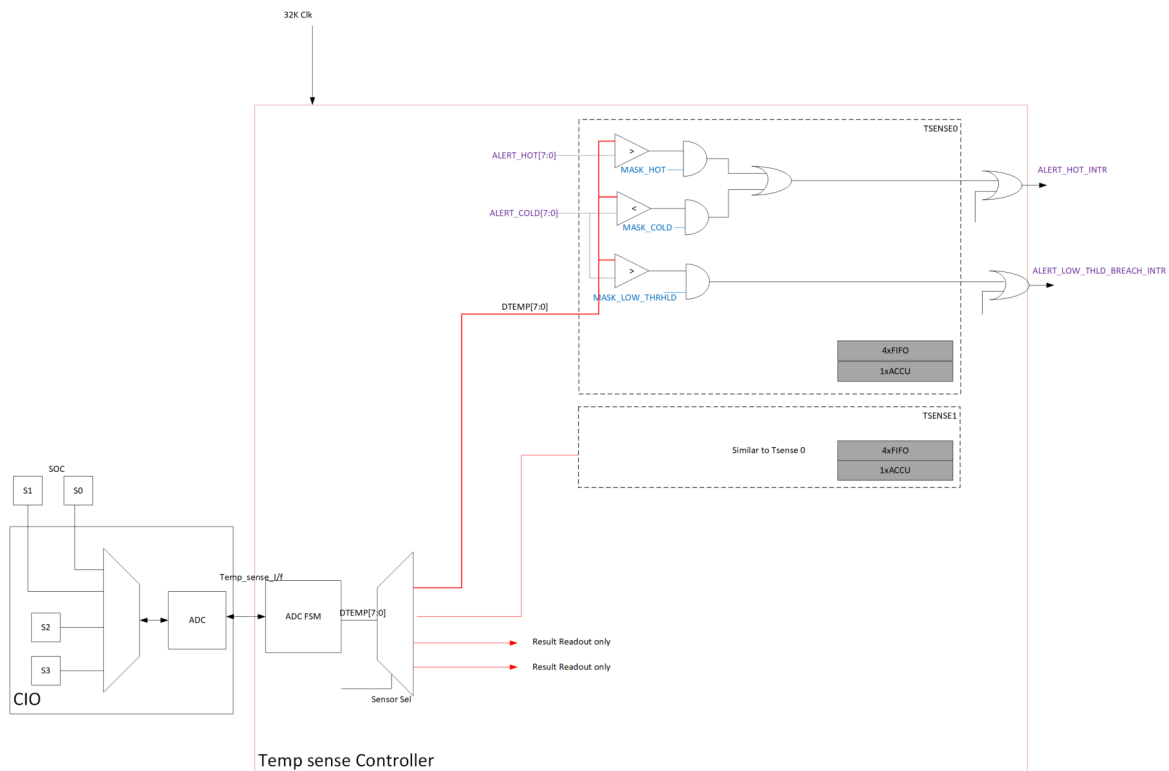 32K Clk
TSENSE0
ALERT_HOT[7:0]
>
MASK_HOT
ALERT_HOT_INTR
ALERT_COLD[7:0]
<
MASK_COLD
ALERT_LOW_THLD_BREACH_INTR
>
MASK_LOW_THRHLD
DTEMP[7:0]
4xFIFO
1xACCU
TSENSE1
Similar to Tsense 0
4xFIFO
1xACCU
SOC
S1
S0
Temp_sense_I/f
ADC
ADC FSM
DTEMP[7:0]
S2
S3
Result Readout only
Result Readout only
Sensor Sel
CIO
Temp sense Controller